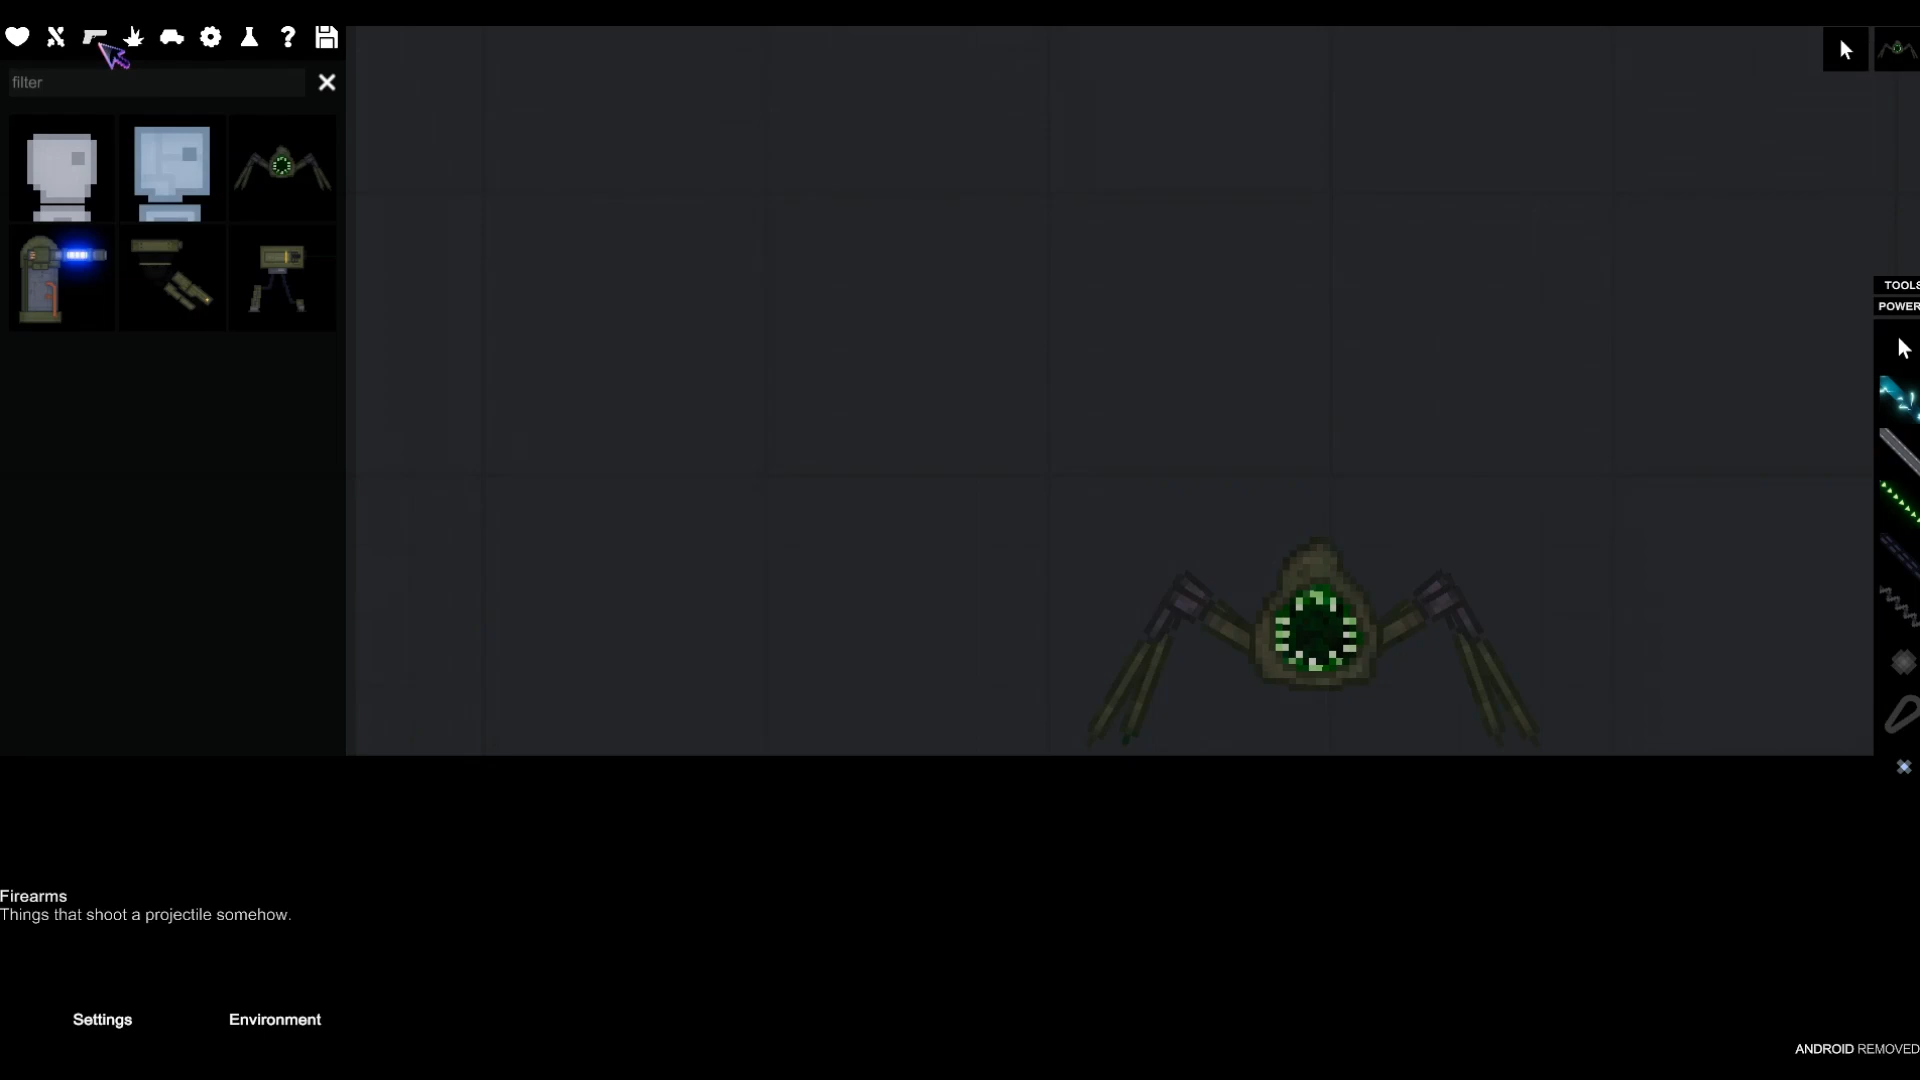 filter
TOOLS
POWER
Firearms
Things that shoot a projectile somehow.
Settings
Environment
ANDROID REMOVED